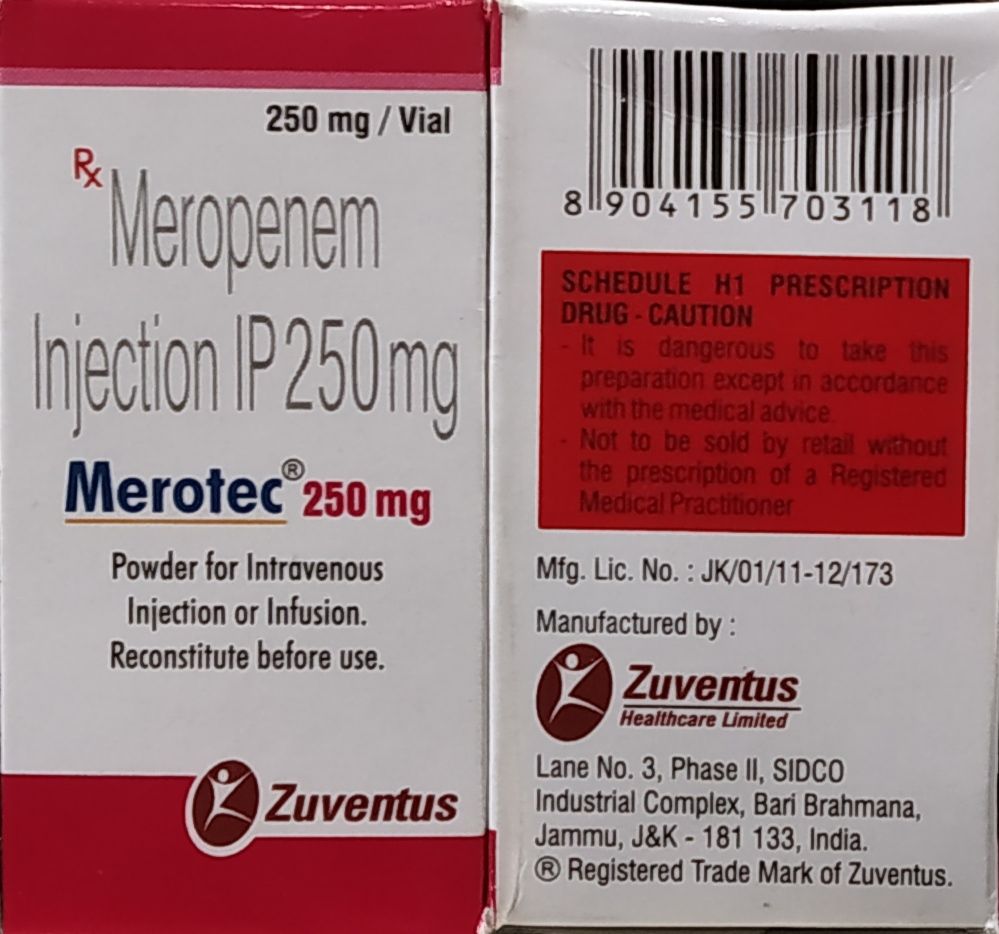 250 mg / Vial
Rx Meropenem
Injection IP 250 mg
Merotec® 250 mg
Powder for Intravenous
Injection or Infusion.
Reconstitute before use.
Zuventus
8 904155 703118
SCHEDULE H1 PRESCRIPTION
DRUG - CAUTION
- It is dangerous to take this
preparation except in accordance
with the medical advice.
- Not to be sold by retail without
the prescription of a Registered
Medical Practitioner
Mfg. Lic. No. : JK/01/11-12/173
Manufactured by :
Zuventus
Healthcare Limited
Lane No. 3, Phase II, SIDCO
Industrial Complex, Bari Brahmana,
Jammu, J&K - 181 133, India.
® Registered Trade Mark of Zuventus.